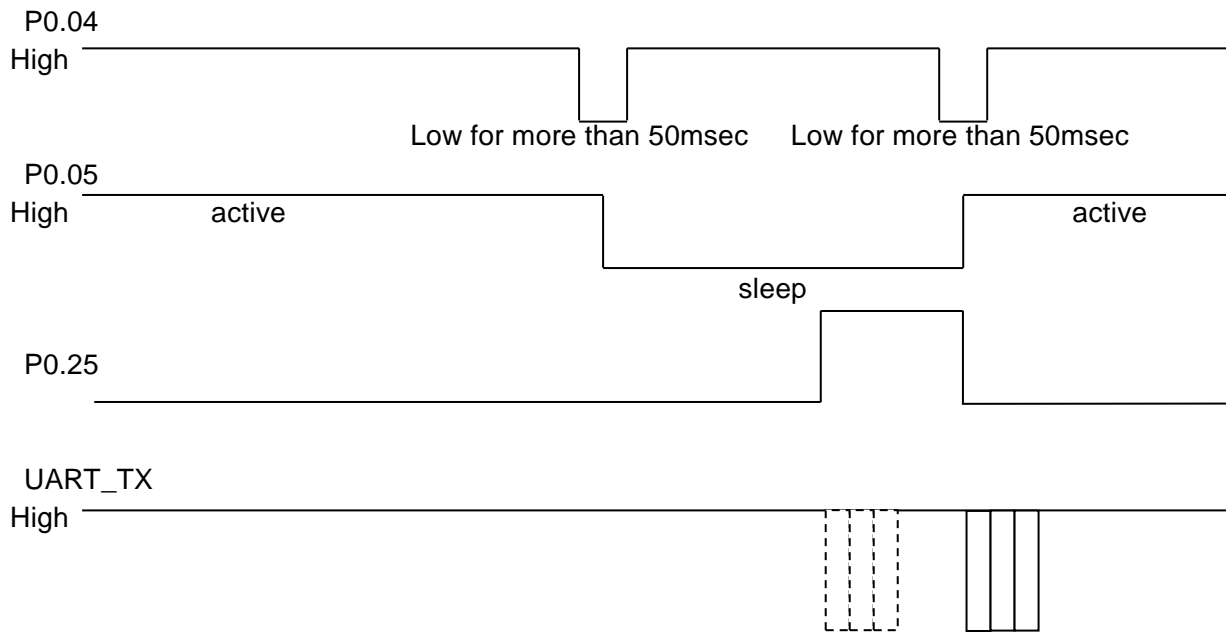 P0.04
High
Low for more than 50msec Low for more than 50msec
P0.05
High
active active
sleep
P0.25
UART_TX
High